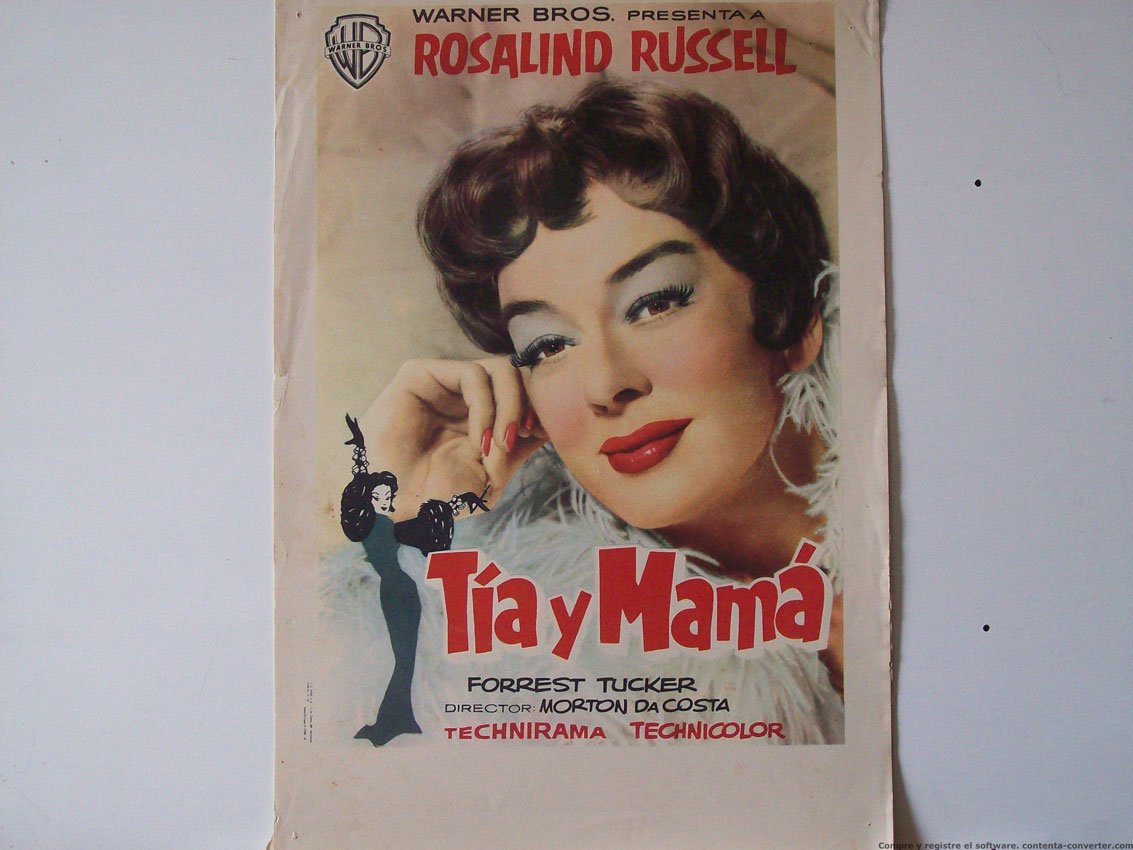 WARNER BROS. PRESENTA A
WARNER BROS
ROSALIND RUSSELL
Tía y Mamá
FORREST TUCKER
DIRECTOR: MORTON DA COSTA
TECHNIRAMA TECHNICOLOR
Compre y registre el software. contenta-converter.com